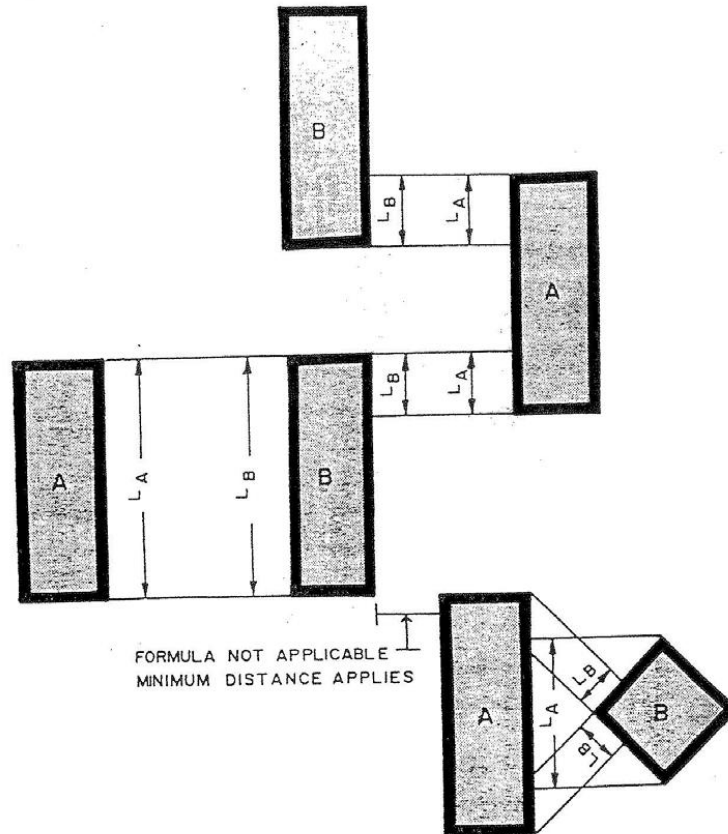 B
L_B
L_A
A
L_B
L_A
A
L_A
L_B
B
FORMULA NOT APPLICABLE
MINIMUM DISTANCE APPLIES
A
L_A
L_B
L_B
B